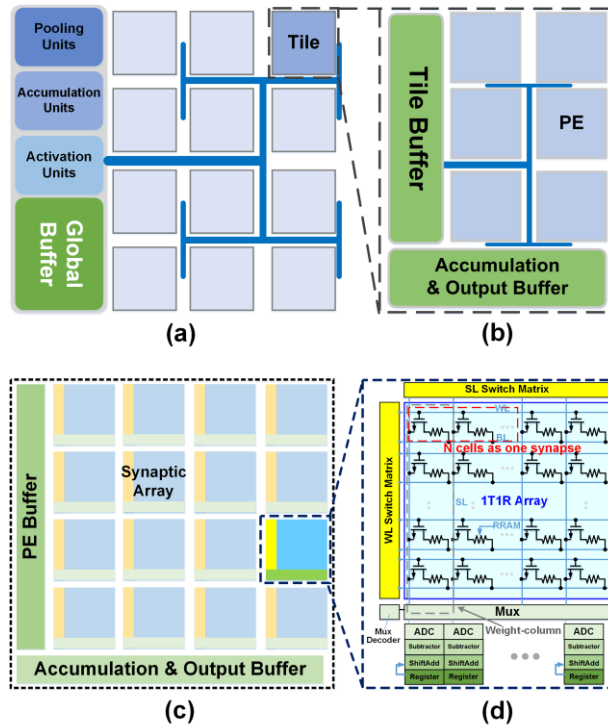 Pooling
Units
Accumulation
Units
Activation
Units
Global
Buffer
Tile
(a)
Tile Buffer
PE
Accumulation
& Output Buffer
(b)
PE Buffer
Synaptic
Array
Accumulation & Output Buffer
(c)
SL Switch Matrix
WL Switch Matrix
WL
BL
N cells as one synapse
SL
1T1R Array
RRAM
Mux
Mux
Decoder
Weight-column
ADC
ADC
ADC
Subtractor
Subtractor
Subtractor
ShiftAdd
ShiftAdd
ShiftAdd
Register
Register
Register
(d)